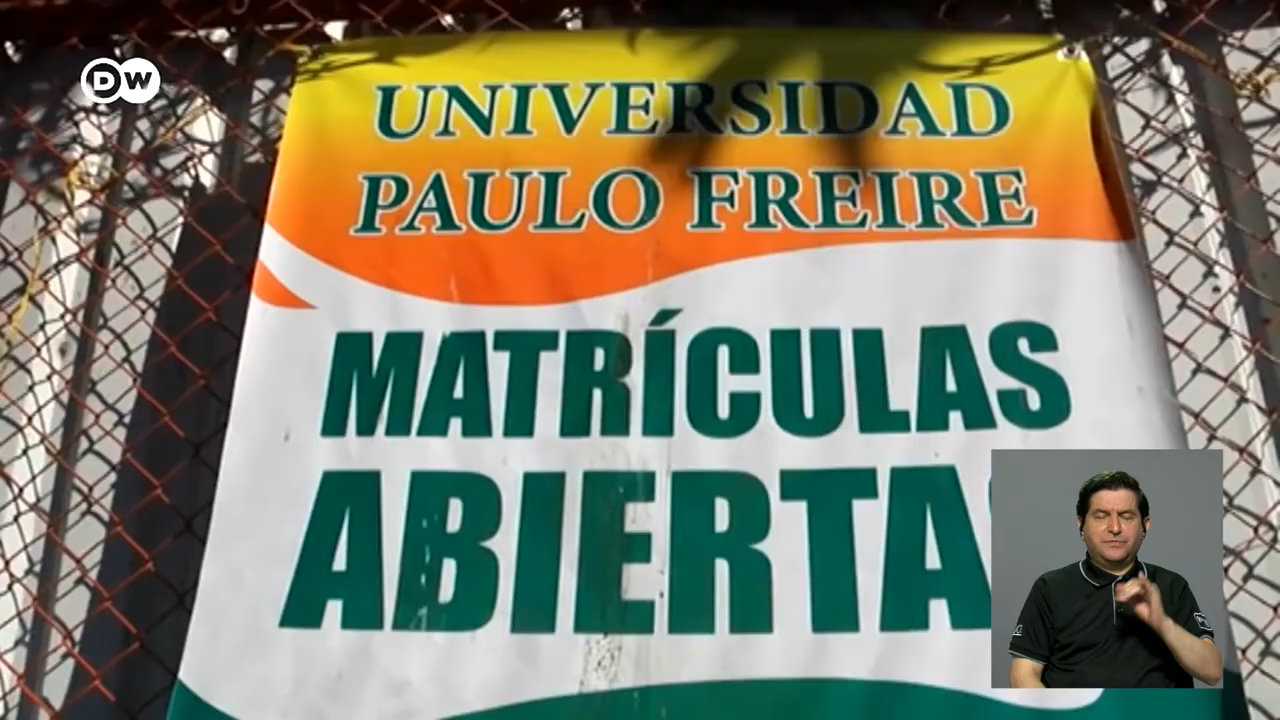 DW
UNIVERSIDAD
PAULO FREIRE
MATRÍCULAS
ABIERTA